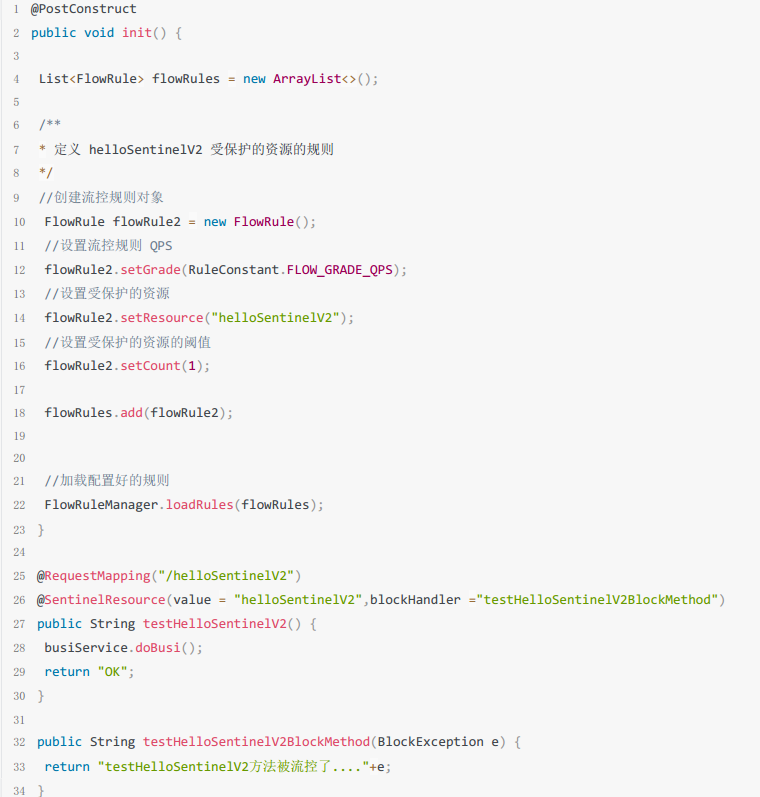 1 @PostConstruct
2 public void init() {
3
4 List<FlowRule> flowRules = new ArrayList<>();
5
6 /**
7 * 定义 helloSentinelV2 受保护的资源的规则
8 */
9 //创建流控规则对象
10 FlowRule flowRule2 = new FlowRule();
11 //设置流控规则 QPS
12 flowRule2.setGrade(RuleConstant.FLOW_GRADE_QPS);
13 //设置受保护的资源
14 flowRule2.setResource("helloSentinelV2");
15 //设置受保护的资源的阈值
16 flowRule2.setCount(1);
17
18 flowRules.add(flowRule2);
19
20
21 //加载配置好的规则
22 FlowRuleManager.loadRules(flowRules);
23 }
24
25 @RequestMapping("/helloSentinelV2")
26 @SentinelResource(value = "helloSentinelV2",blockHandler ="testHelloSentinelV2BlockMethod")
27 public String testHelloSentinelV2() {
28 busiService.doBusi();
29 return "OK";
30 }
31
32 public String testHelloSentinelV2BlockMethod(BlockException e) {
33 return "testHelloSentinelV2方法被流控了...."+e;
34 }